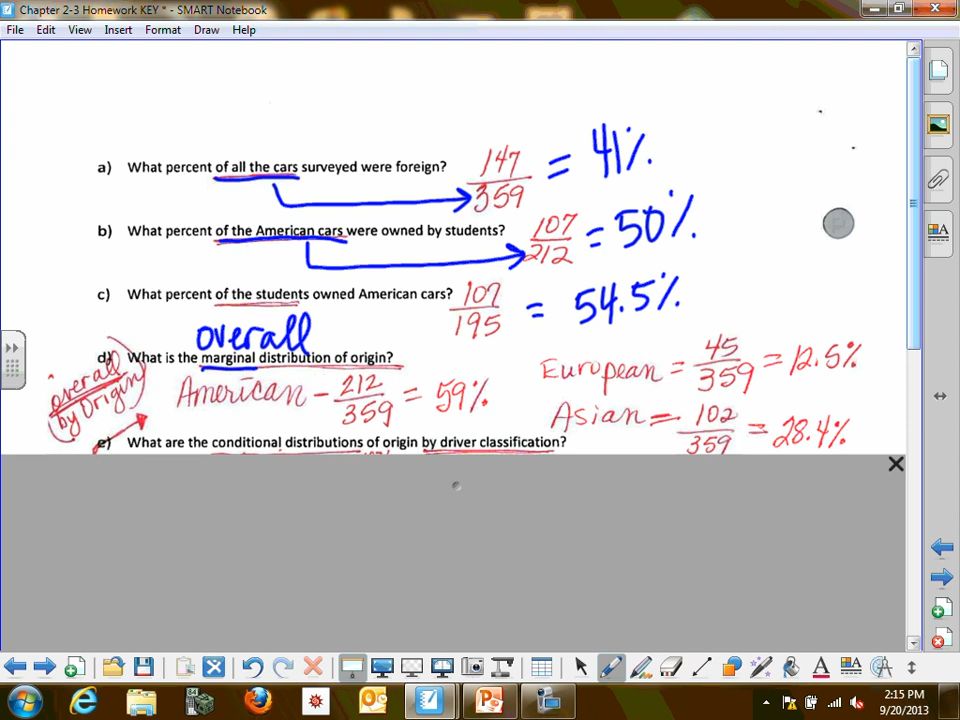 Chapter 2-3 Homework KEY * - SMART Notebook
File Edit View Insert Format Draw Help
a) What percent of all the cars surveyed were foreign? 147/359 = 41%
b) What percent of the American cars were owned by students? 107/212 = 50%
c) What percent of the students owned American cars? 107/195 = 54.5%
overall
d) What is the marginal distribution of origin?
(overall by Origin)
American - 212/359 = 59%
European = 45/359 = 12.5%
Asian = 102/359 = 28.4%
e) What are the conditional distributions of origin by driver classification?
2:15 PM
9/20/2013